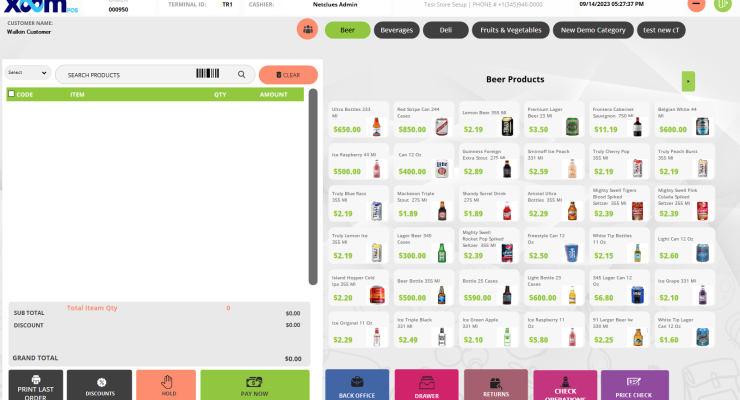 xoom POS
000950
TERMINAL ID: TR1 CASHIER: Netclues Admin
Test Store Setup | PHONE # +1(345)946-0000
09/14/2023 05:27:37 PM
CUSTOMER NAME:
Walkin Customer
Beer Beverages Deli Fruits & Vegetables New Demo Category test new cT
Select SEARCH PRODUCTS CLEAR
CODE ITEM QTY AMOUNT
Beer Products
Ultra Bottles 233
Ml
$650.00
Red Stripe Can 244
Cases
$850.00
Lemon Beer 355 Ml
$2.19
Premium Lager
Beer 23 Ml
$3.50
Frontera Cabernet
Sauvignon 750 Ml
$11.19
Belgian White 44
Ml
$600.00
Ice Raspberry 44 Ml
$500.00
Can 12 Oz
$400.00
Guinness Foreign
Extra Stout 275 Ml
$2.89
Smirnoff Ice Peach
331 Ml
$2.59
Truly Cherry Pop
355 Ml
$2.19
Truly Peach Burst
355 Ml
$2.19
Truly Blue Razz
355 Ml
$2.19
Mackeson Triple
Stout 275 Ml
$1.89
Shandy Sorrel Drink
275 Ml
$1.89
Amstel Ultra
Bottles 355 Ml
$2.29
Mighty Swell Tigers
Blood Spiked
Seltzer 355 Ml
$2.39
Mighty Swell Pink
Colada Spiked
Seltzer 355 Ml
$2.39
Truly Lemon Ice
355 Ml
$2.19
Lager Beer 345
Cases
$300.00
Mighty Swell
Rocket Pop Spiked
Seltzer 355 Ml
$2.39
Freestyle Can 12
Oz
$2.50
White Tip Bottles
11 Oz
$2.15
Light Can 12 Oz
$2.60
Island Hopper Cold
Ipa 355 Ml
$2.20
Beer Bottle 355 Ml
$500.00
Bottle 25 Cases
$590.00
Light Bottle 25
Cases
$600.00
345 Lager Can 12
Oz
$6.80
Ice Grape 331 Ml
$2.10
Ice Original 11 Oz
$2.29
Ice Triple Black
331 Ml
$2.49
Ice Green Apple
331 Ml
$2.10
Ice Raspberry 11
Oz
$5.80
91 Larger Beer
330 Ml
$2.25
White Tip Lager
Can 12 Oz
$1.60
Total Iteam Qty 0
SUB TOTAL $0.00
DISCOUNT $0.00
GRAND TOTAL $0.00
PRINT LAST
ORDER
DISCOUNTS
HOLD
PAY NOW
BACK OFFICE
DRAWER
RETURNS
CHECK
OPERATIONS
PRICE CHECK